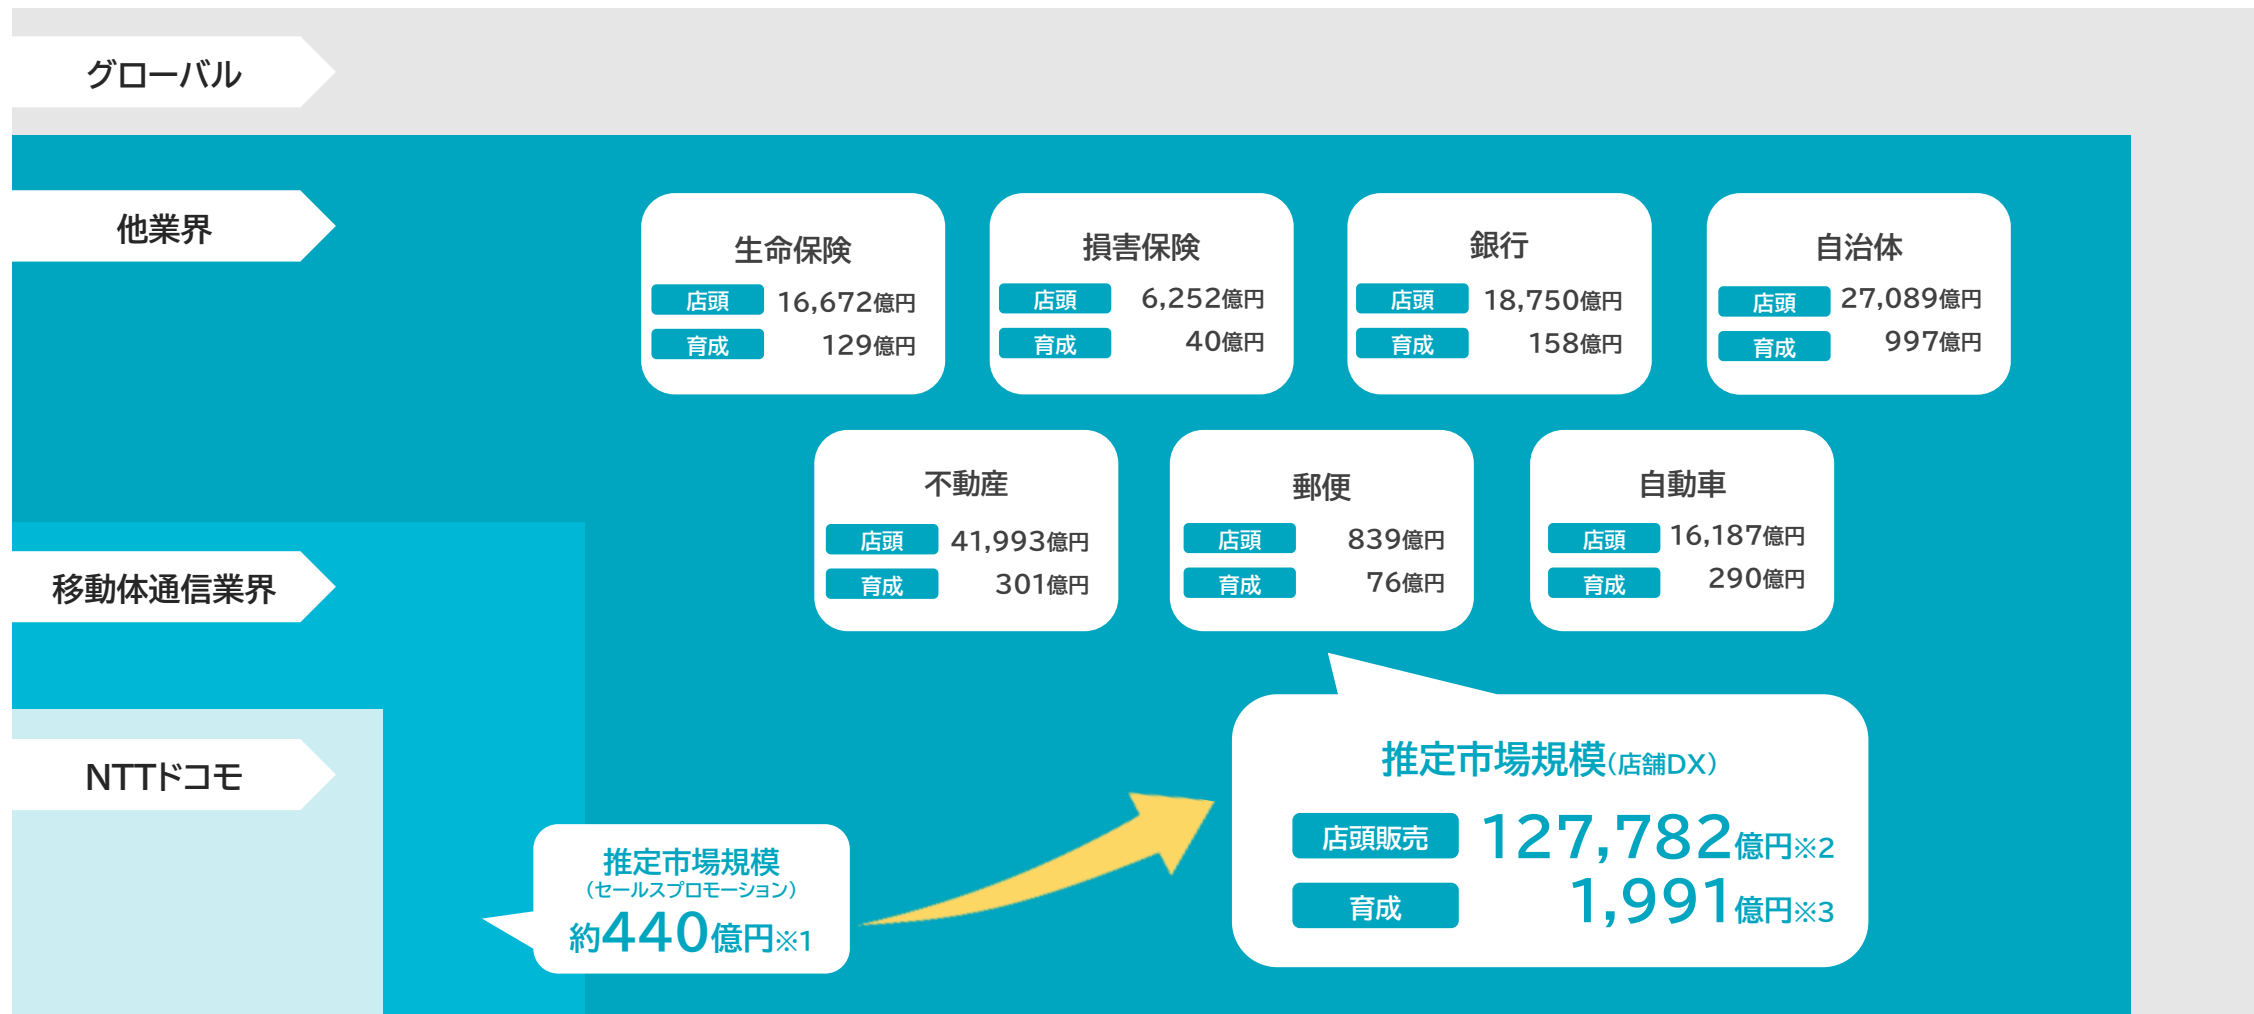 グローバル
他業界
生命保険
店頭 16,672億円
育成 129億円
損害保険
店頭 6,252億円
育成 40億円
銀行
店頭 18,750億円
育成 158億円
自治体
店頭 27,089億円
育成 997億円
不動産
店頭 41,993億円
育成 301億円
郵便
店頭 839億円
育成 76億円
自動車
店頭 16,187億円
育成 290億円
移動体通信業界
NTTドコモ
推定市場規模
（セールスプロモーション）
約440億円※1
推定市場規模（店舗DX）
店頭販売 127,782億円※2
育成 1,991億円※3